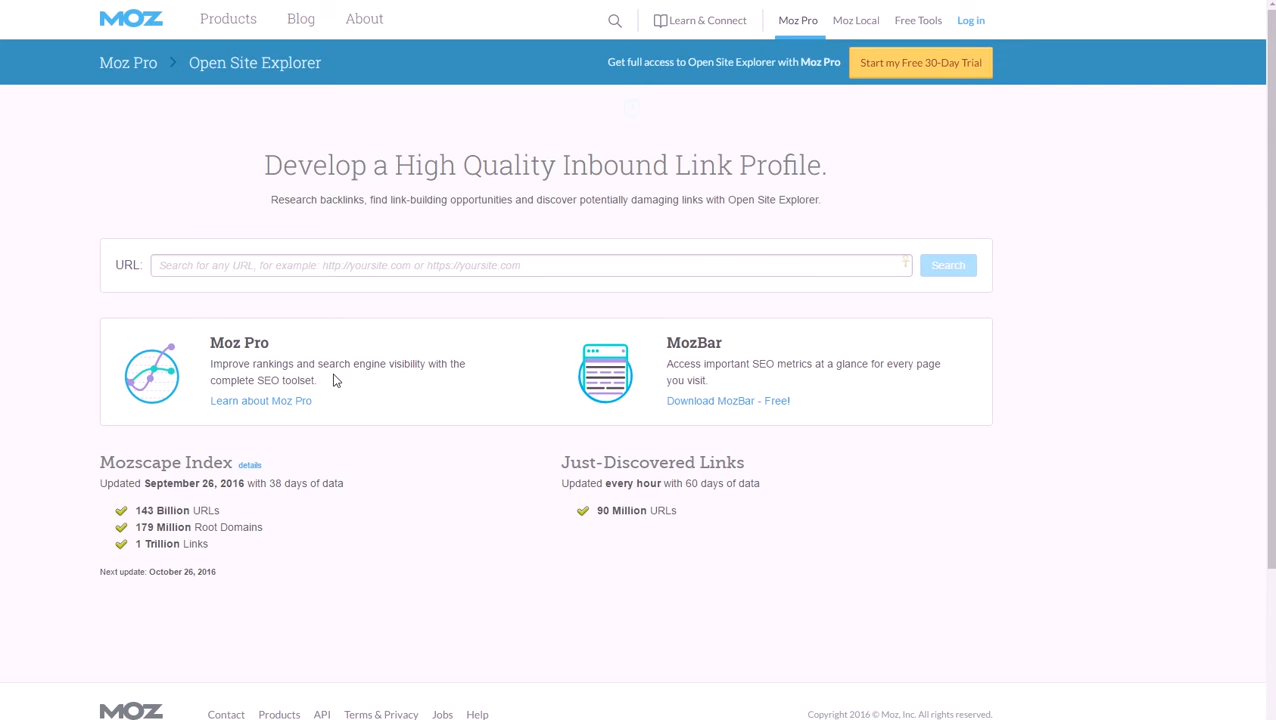 MOZ Products Blog About Learn & Connect Moz Pro Moz Local Free Tools Log in
Moz Pro Open Site Explorer Get full access to Open Site Explorer with Moz Pro Start my Free 30-Day Trial
Develop a High Quality Inbound Link Profile.
Research backlinks, find link-building opportunities and discover potentially damaging links with Open Site Explorer.
URL: Search for any URL, for example: http://yoursite.com or https://yoursite.com Search
Moz Pro
Improve rankings and search engine visibility with the
complete SEO toolset.
Learn about Moz Pro
MozBar
Access important SEO metrics at a glance for every page
you visit.
Download MozBar - Free!
Mozscape Index details
Updated September 26, 2016 with 38 days of data
143 Billion URLs
179 Million Root Domains
1 Trillion Links
Next update: October 26, 2016
Just-Discovered Links
Updated every hour with 60 days of data
90 Million URLs
MOZ Contact Products API Terms & Privacy Jobs Help Copyright 2016 © Moz, Inc. All rights reserved.